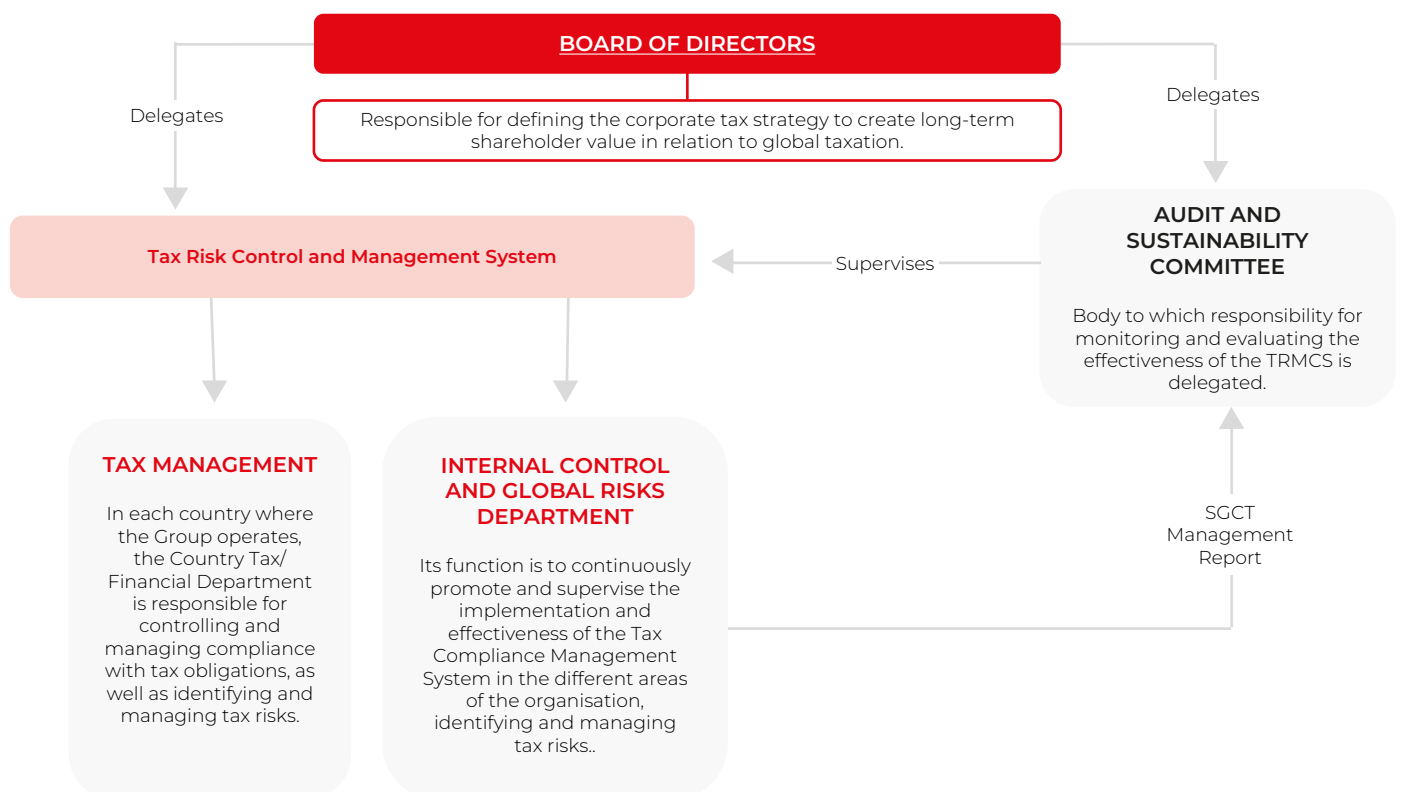 BOARD OF DIRECTORS
Delegates
Responsible for defining the corporate tax strategy to create long-term
shareholder value in relation to global taxation.
Delegates
Tax Risk Control and Management System
Supervises
AUDIT AND
SUSTAINABILITY
COMMITTEE
Body to which responsibility for
monitoring and evaluating the
effectiveness of the TRMCS is
delegated.
TAX MANAGEMENT
In each country where
the Group operates,
the Country Tax/
Financial Department
is responsible for
controlling and
managing compliance
with tax obligations, as
well as identifying and
managing tax risks.
INTERNAL CONTROL
AND GLOBAL RISKS
DEPARTMENT
Its function is to continuously
promote and supervise the
implementation and
effectiveness of the Tax
Compliance Management
System in the different areas
of the organisation,
identifying and managing
tax risks..
SGCT
Management
Report